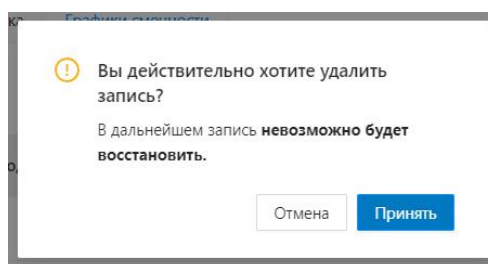 Графики сменности
Вы действительно хотите удалить
запись?
В дальнейшем запись невозможно будет
восстановить.
Отмена
Принять